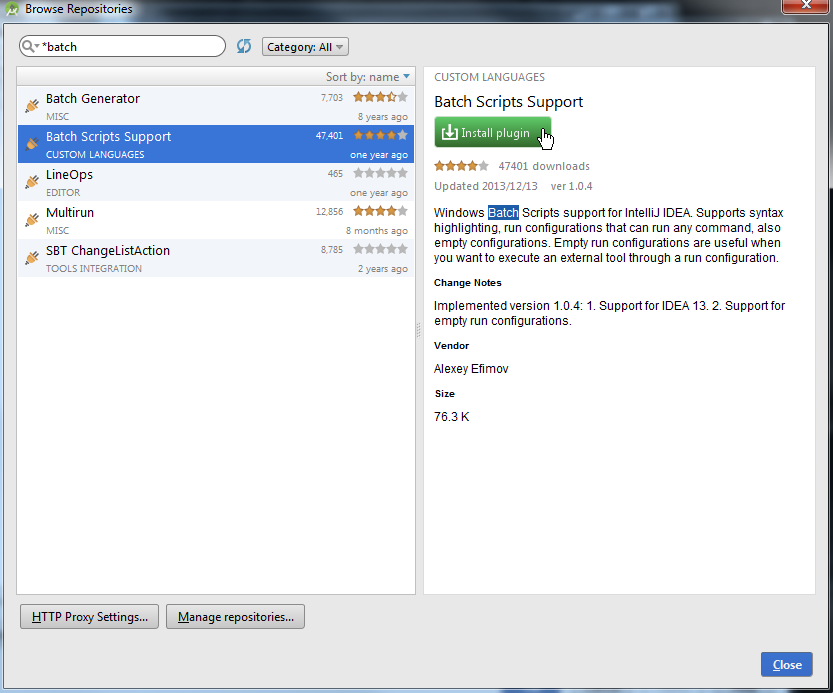 Browse Repositories
*batch
Category: All
Sort by: name
Batch Generator 7,703
MISC 8 years ago
Batch Scripts Support 47,401
CUSTOM LANGUAGES one year ago
LineOps 465
EDITOR one year ago
Multirun 12,856
MISC 8 months ago
SBT ChangeListAction 8,785
TOOLS INTEGRATION 2 years ago
CUSTOM LANGUAGES
Batch Scripts Support
Install plugin
47401 downloads
Updated 2013/12/13 ver 1.0.4
Windows Batch Scripts support for IntelliJ IDEA. Supports syntax
highlighting, run configurations that can run any command, also
empty configurations. Empty run configurations are useful when
you want to execute an external tool through a run configuration.
Change Notes
Implemented version 1.0.4: 1. Support for IDEA 13. 2. Support for
empty run configurations.
Vendor
Alexey Efimov
Size
76.3 K
HTTP Proxy Settings... Manage repositories...
Close